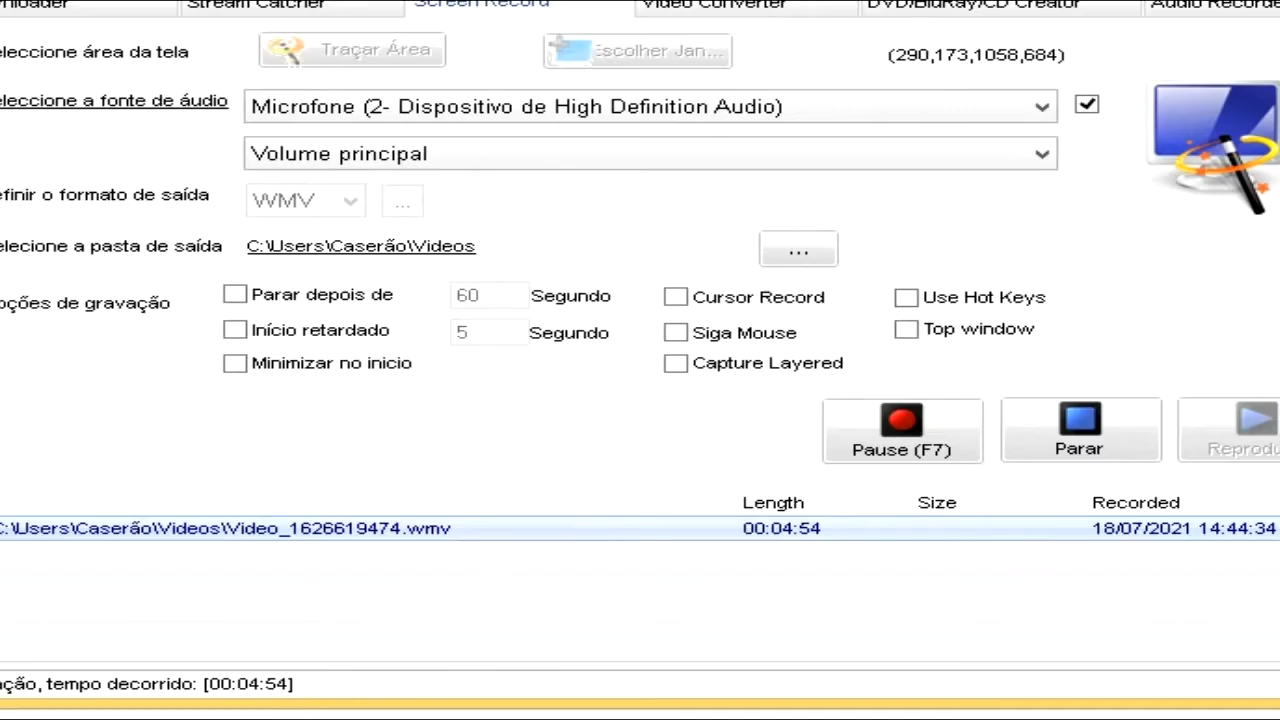 nloader Stream Catcher Screen Record Video Converter DVD/BluRay/CD Creator Audio Recorde
eleccione área da tela Traçar Área Escolher Jan... (290,173,1058,684)
eleccione a fonte de áudio Microfone (2- Dispositivo de High Definition Audio)
Volume principal
efinir o formato de saída WMV ...
elecione a pasta de saída C:\Users\Caserão\Videos ...
pções de gravação
Parar depois de 60 Segundo Cursor Record Use Hot Keys
Início retardado 5 Segundo Siga Mouse Top window
Minimizar no inicio Capture Layered
Pause (F7) Parar Reprodu
Length Size Recorded
C:\Users\Caserão\Videos\Video_1626619474.wmv 00:04:54 18/07/2021 14:44:34
ação, tempo decorrido: [00:04:54]